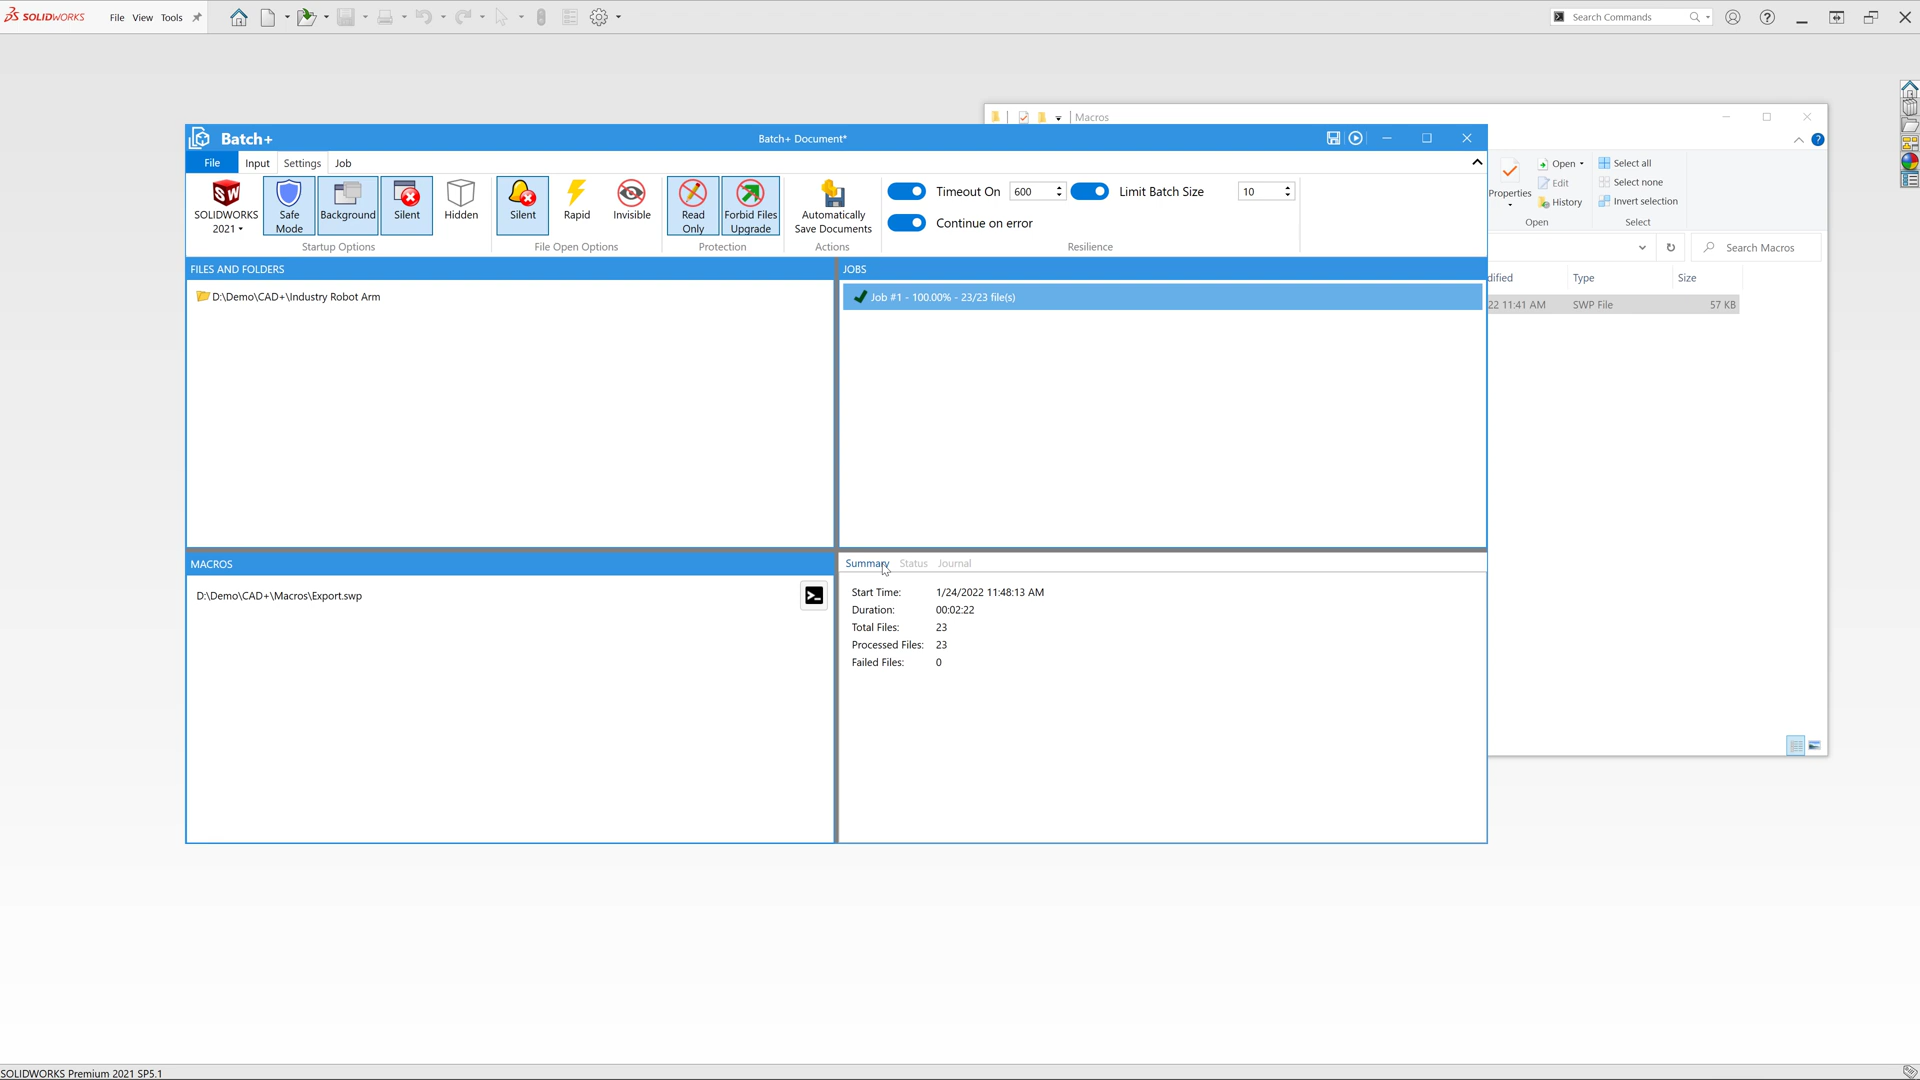 SOLIDWORKS File View Tools Search Commands
Macros
Batch+ Batch+ Document*
File Input Settings Job
SOLIDWORKS 2021
Safe Mode
Background
Silent
Hidden
Startup Options
Silent
Rapid
Invisible
File Open Options
Read Only
Forbid Files Upgrade
Protection
Automatically Save Documents
Actions
Timeout On 600 Limit Batch Size 10
Continue on error
Resilience
Properties
Open
Edit
History
Open
Select all
Select none
Invert selection
Select
Search Macros
Type Size
22 11:41 AM SWP File 57 KB
FILES AND FOLDERS
D:\Demo\CAD+\Industry Robot Arm
JOBS
Job #1 - 100.00% - 23/23 file(s)
MACROS
D:\Demo\CAD+\Macros\Export.swp
Summary Status Journal
Start Time: 1/24/2022 11:48:13 AM
Duration: 00:02:22
Total Files: 23
Processed Files: 23
Failed Files: 0
SOLIDWORKS Premium 2021 SP5.1